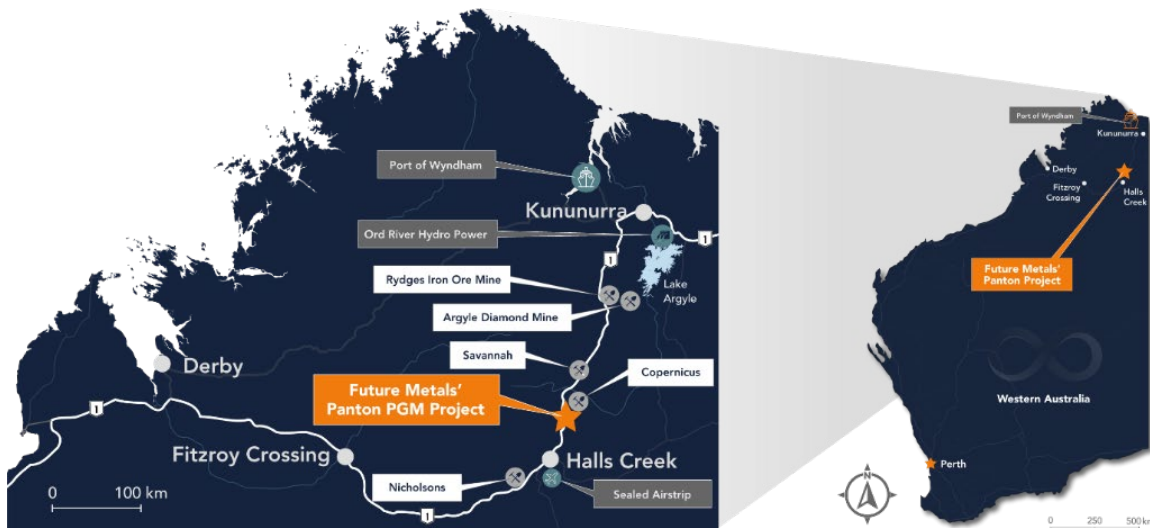 Port of Wyndham
Kununurra
Ord River Hydro Power
1
1
Lake
Argyle
Rydges Iron Ore Mine
Argyle Diamond Mine
Savannah
Copernicus
Derby
Future Metals'
Panton PGM Project
1
Fitzroy Crossing
Halls Creek
Nicholsons
Sealed Airstrip
1
0 100 km
Port of Wyndham
Kununurra
Derby
Fitzroy
Crossing
Halls
Creek
Future Metals'
Panton Project
Western Australia
Perth
N
0 250 500 km